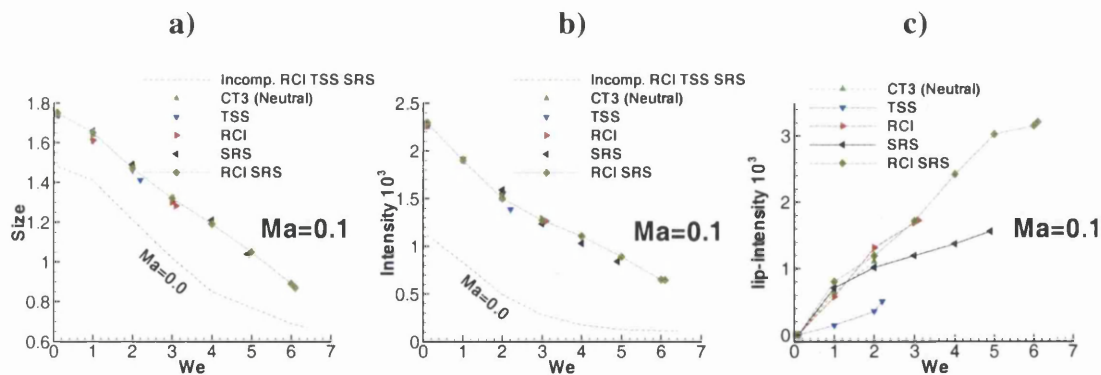 a)
Incomp. RCI TSS SRS
CT3 (Neutral)
TSS
RCI
SRS
RCI SRS
Size
1.8
1.6
1.4
1.2
1
0.8
0.6
Ma=0.1
Ma=0.0
0 1 2 3 4 5 6 7
We
b)
Incomp. RCI TSS SRS
CT3 (Neutral)
TSS
RCI
SRS
RCI SRS
Intensity 10³
2.5
2
1.5
1
0.5
0
Ma=0.1
Ma=0.0
0 1 2 3 4 5 6 7
We
c)
CT3 (Neutral)
TSS
RCI
SRS
RCI SRS
lip-intensity 10³
3
2
1
0
Ma=0.1
0 1 2 3 4 5 6 7
We